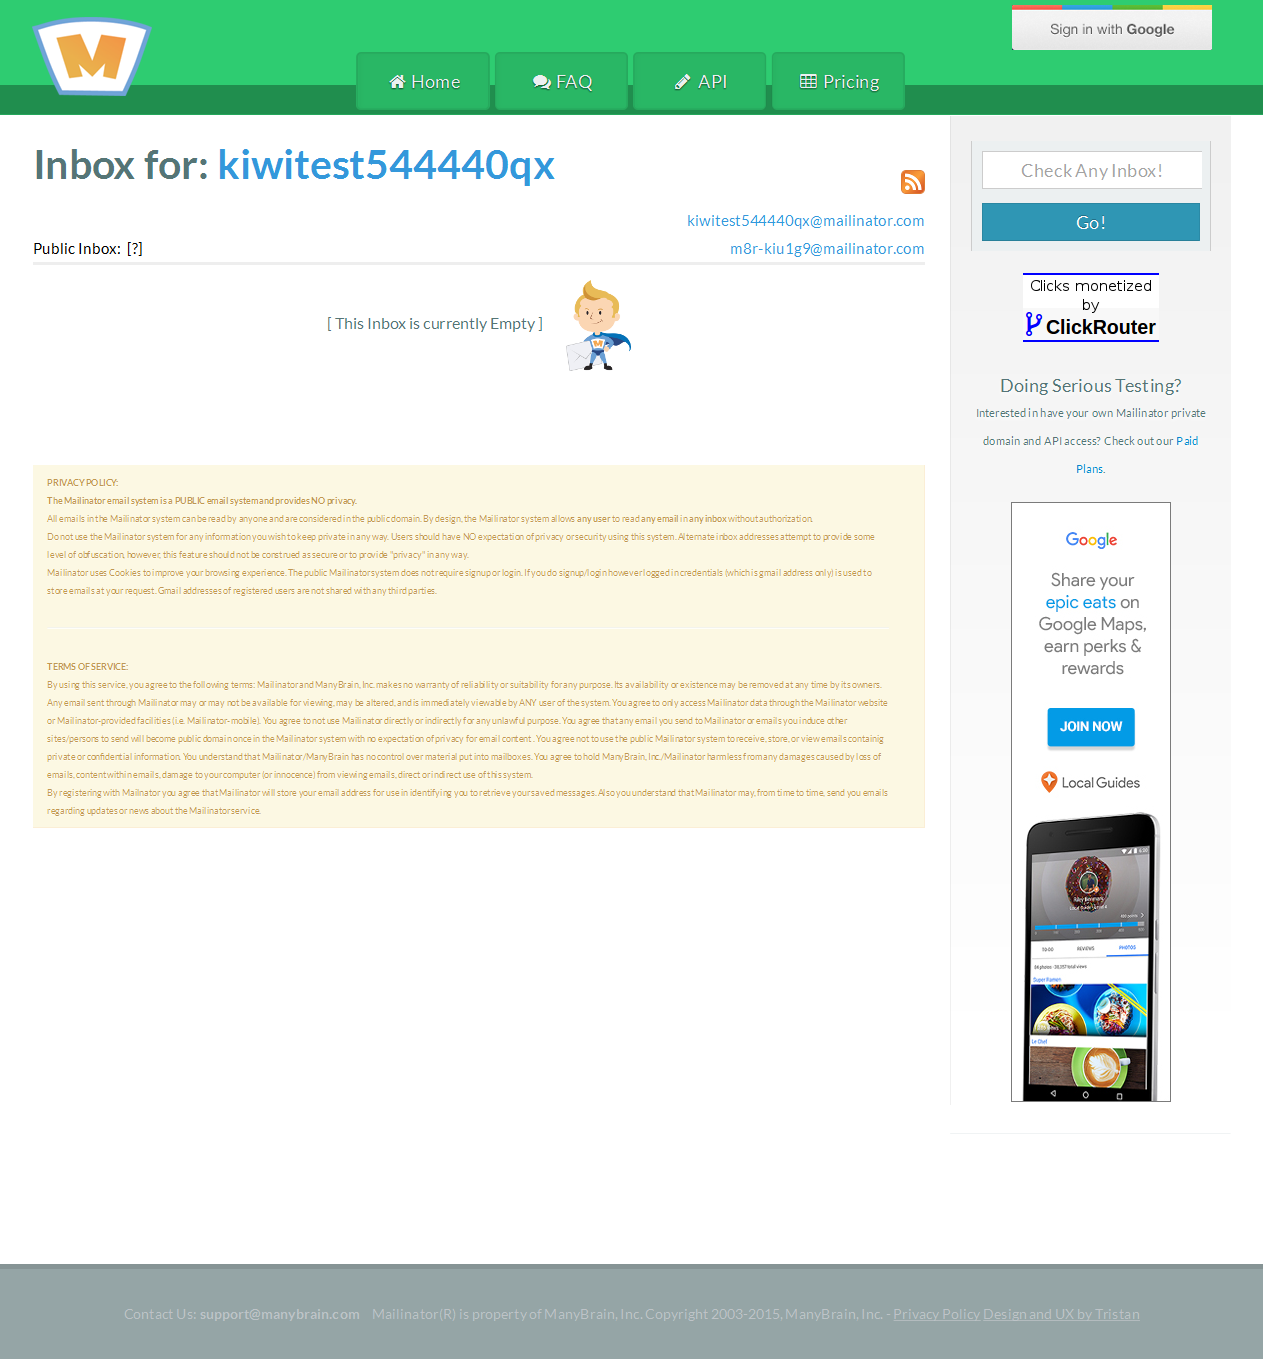 M
Sign in with Google
Home
FAQ
API
Pricing
Inbox for: kiwitest544440qx
kiwitest544440qx@mailinator.com
Public Inbox: [?]
m8r-kiu1g9@mailinator.com
[ This Inbox is currently Empty ]
M
PRIVACY POLICY:
The Mailinator email system is a PUBLIC email system and provides NO privacy.
All emails in the Mailinator system can be read by anyone and are considered in the public domain. By design, the Mailinator system allows any user to read any email in any inbox without authorization.
Do not use the Mailinator system for any information you wish to keep private in any way. Users should have NO expectation of privacy or security using this system. Alternate inbox addresses attempt to provide some
level of obfuscation, however, this feature should not be construed as secure or to provide "privacy" in any way.
Mailinator uses Cookies to improve your browsing experience. The public Mailinator system does not require signup or login. If you do signup/login however logged in credentials (which is gmail address only) is used to
store emails at your request. Gmail addresses of registered users are not shared with any third parties.
TERMS OF SERVICE:
By using this service, you agree to the following terms: Mailinator and ManyBrain, Inc. makes no warranty of reliability or suitability for any purpose. Its availability or existence may be removed at any time by its owners.
Any email sent through Mailinator may or may not be available for viewing, may be altered, and is immediately viewable by ANY user of the system. You agree to only access Mailinator data through the Mailinator website
or Mailinator-provided facilities (i.e. Mailinator-mobile). You agree to not use Mailinator directly or indirectly for any unlawful purpose. You agree that any email you send to Mailinator or emails you induce other
sites/persons to send will become public domain once in the Mailinator system with no expectation of privacy for email content . You agree not to use the public Mailinator system to receive, store, or view emails containig
private or confidential information. You understand that Mailinator/ManyBrain has no control over material put into mailboxes. You agree to hold ManyBrain, Inc./Mailinator harmless from any damages caused by loss of
emails, content within emails, damage to your computer (or innocence) from viewing emails, direct or indirect use of this system.
By registering with Mailnator you agree that Mailinator will store your email address for use in identifying you to retrieve your saved messages. Also you understand that Mailinator may, from time to time, send you emails
regarding updates or news about the Mailinator service.
Check Any Inbox!
Go!
Clicks monetized
by
ClickRouter
Doing Serious Testing?
Interested in have your own Mailinator private
domain and API access? Check out our Paid
Plans.
Google
Share your
epic eats on
Google Maps,
earn perks &
rewards
JOIN NOW
Local Guides
TO DO REVIEWS PHOTOS
Super Ramen
Le Chef
Contact Us: support@manybrain.com Mailinator(R) is property of ManyBrain, Inc. Copyright 2003-2015, ManyBrain, Inc. - Privacy Policy Design and UX by Tristan